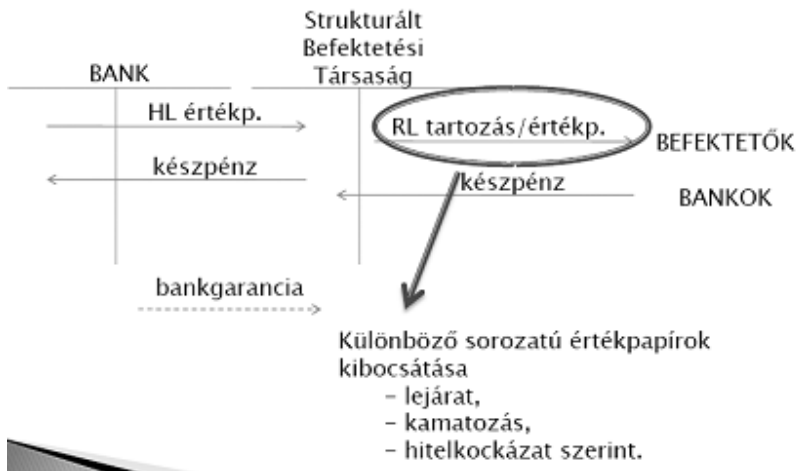 Strukturált
Befektetési
BANK Társaság
HL értékp. RL tartozás/értékp.
BEFEKTETŐK
készpénz készpénz
BANKOK
bankgarancia
Különböző sorozatú értékpapírok
kibocsátása
– lejárat,
– kamatozás,
– hitelkockázat szerint.